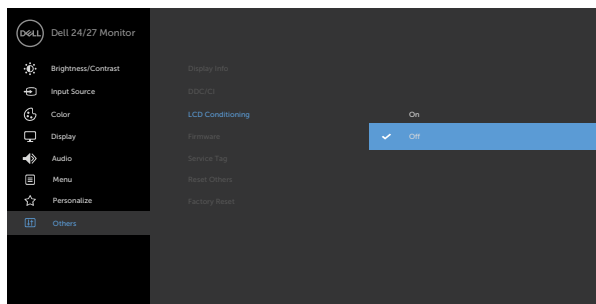 DELL
Dell 24/27 Monitor
Brightness/Contrast
Input Source
Color
Display
Audio
Menu
Personalize
Others
Display Info
DDC/CI
LCD Conditioning
Firmware
Service Tag
Reset Others
Factory Reset
On
Off